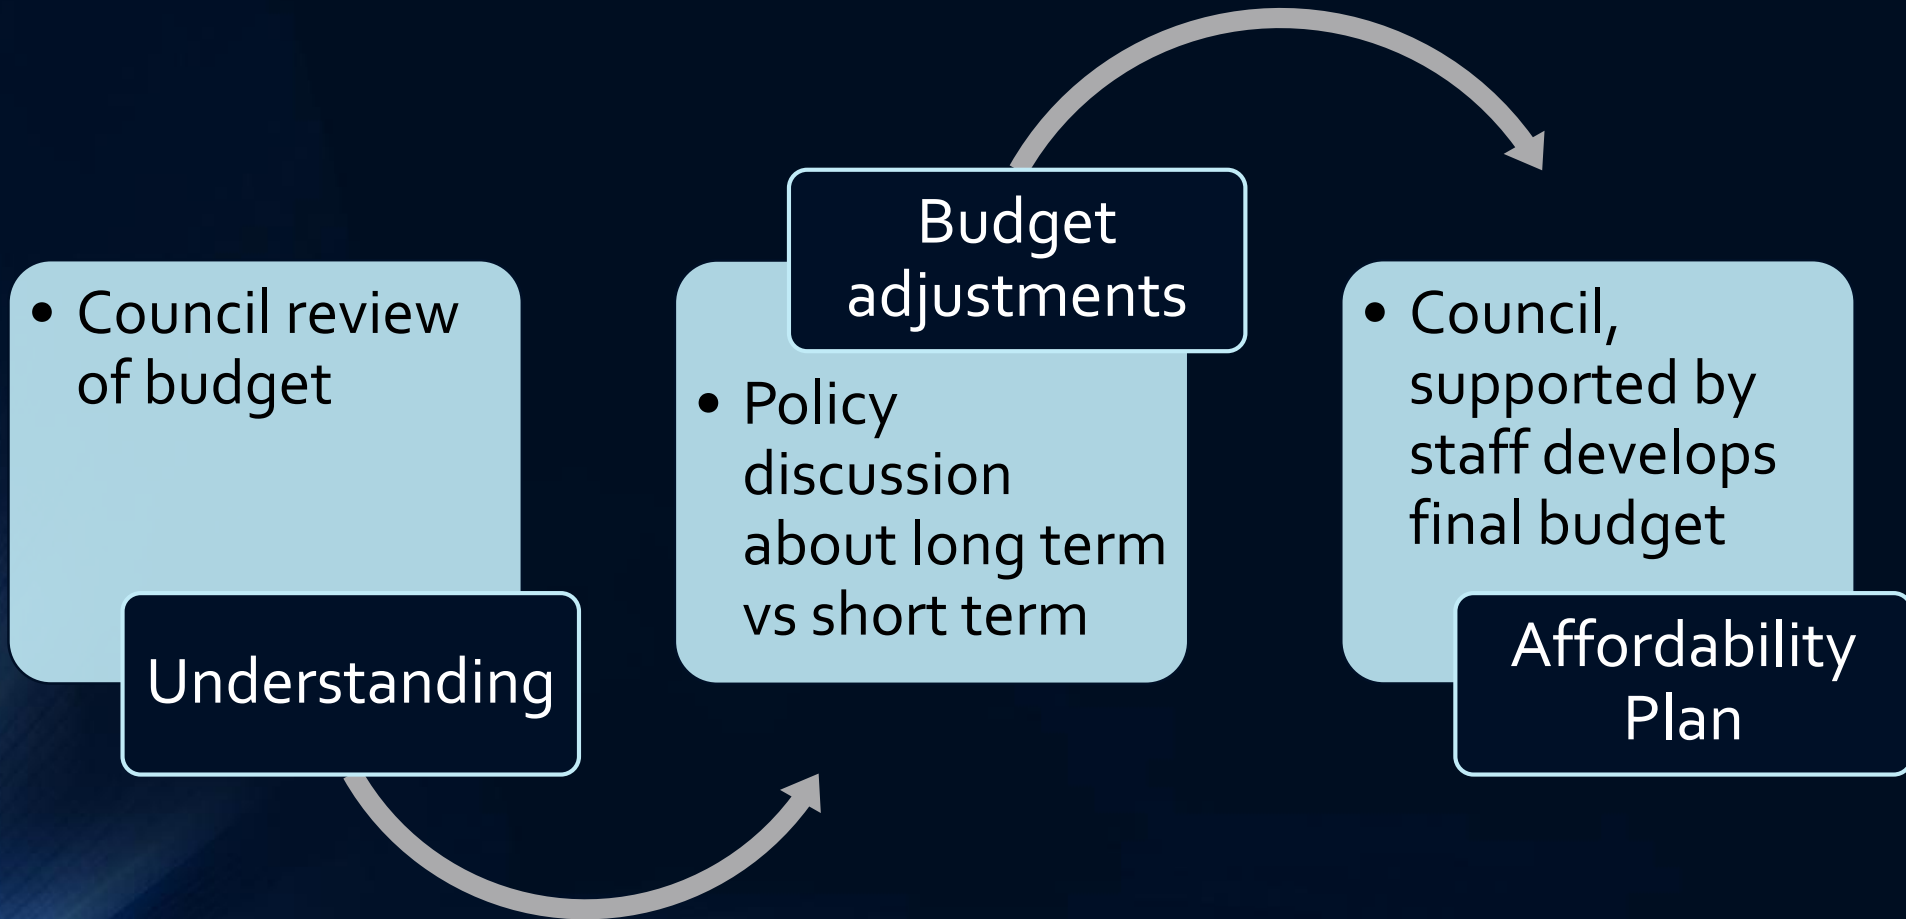 • Council review
of budget
Understanding
Budget
adjustments
• Policy
discussion
about long term
vs short term
• Council,
supported by
staff develops
final budget
Affordability
Plan